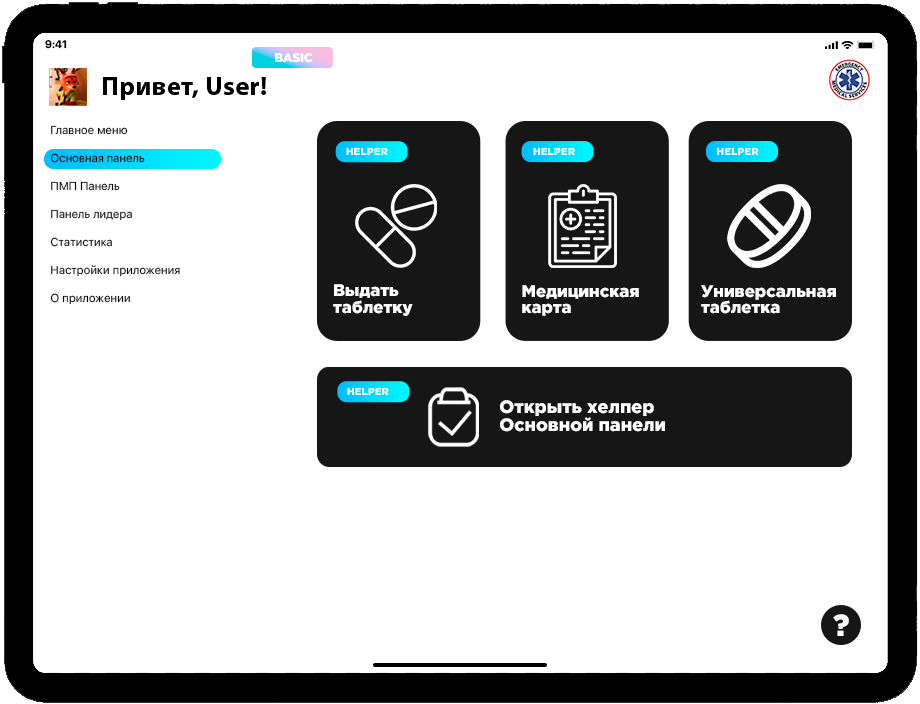 9:41
BASIC
Привет, User!
EMERGENCY
MEDICAL SERVICES
Главное меню
Основная панель
ПМП Панель
Панель лидера
Статистика
Настройки приложения
О приложении
HELPER
Выдать
таблетку
HELPER
Медицинская
карта
HELPER
Универсальная
таблетка
HELPER
Открыть хелпер
Основной панели
?